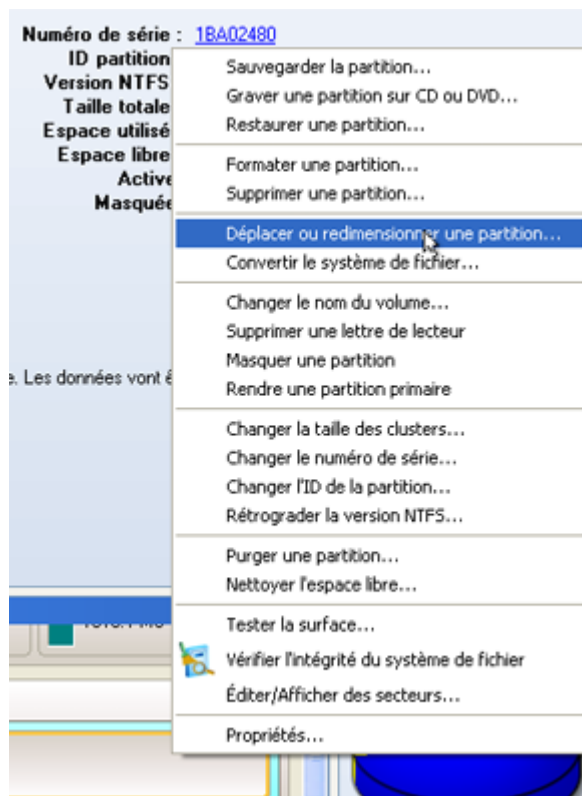 Numéro de série : 1BA02480
ID partition
Version NTFS
Taille totale
Espace utilisé
Espace libre
Active
Masquée
e. Les données vont ê
Sauvegarder la partition...
Graver une partition sur CD ou DVD...
Restaurer une partition...
Formater une partition...
Supprimer une partition...
Déplacer ou redimensionner une partition...
Convertir le système de fichier...
Changer le nom du volume...
Supprimer une lettre de lecteur
Masquer une partition
Rendre une partition primaire
Changer la taille des clusters...
Changer le numéro de série...
Changer l'ID de la partition...
Rétrograder la version NTFS...
Purger une partition...
Nettoyer l'espace libre...
Tester la surface...
Vérifier l'intégrité du système de fichier
Éditer/Afficher des secteurs...
Propriétés...